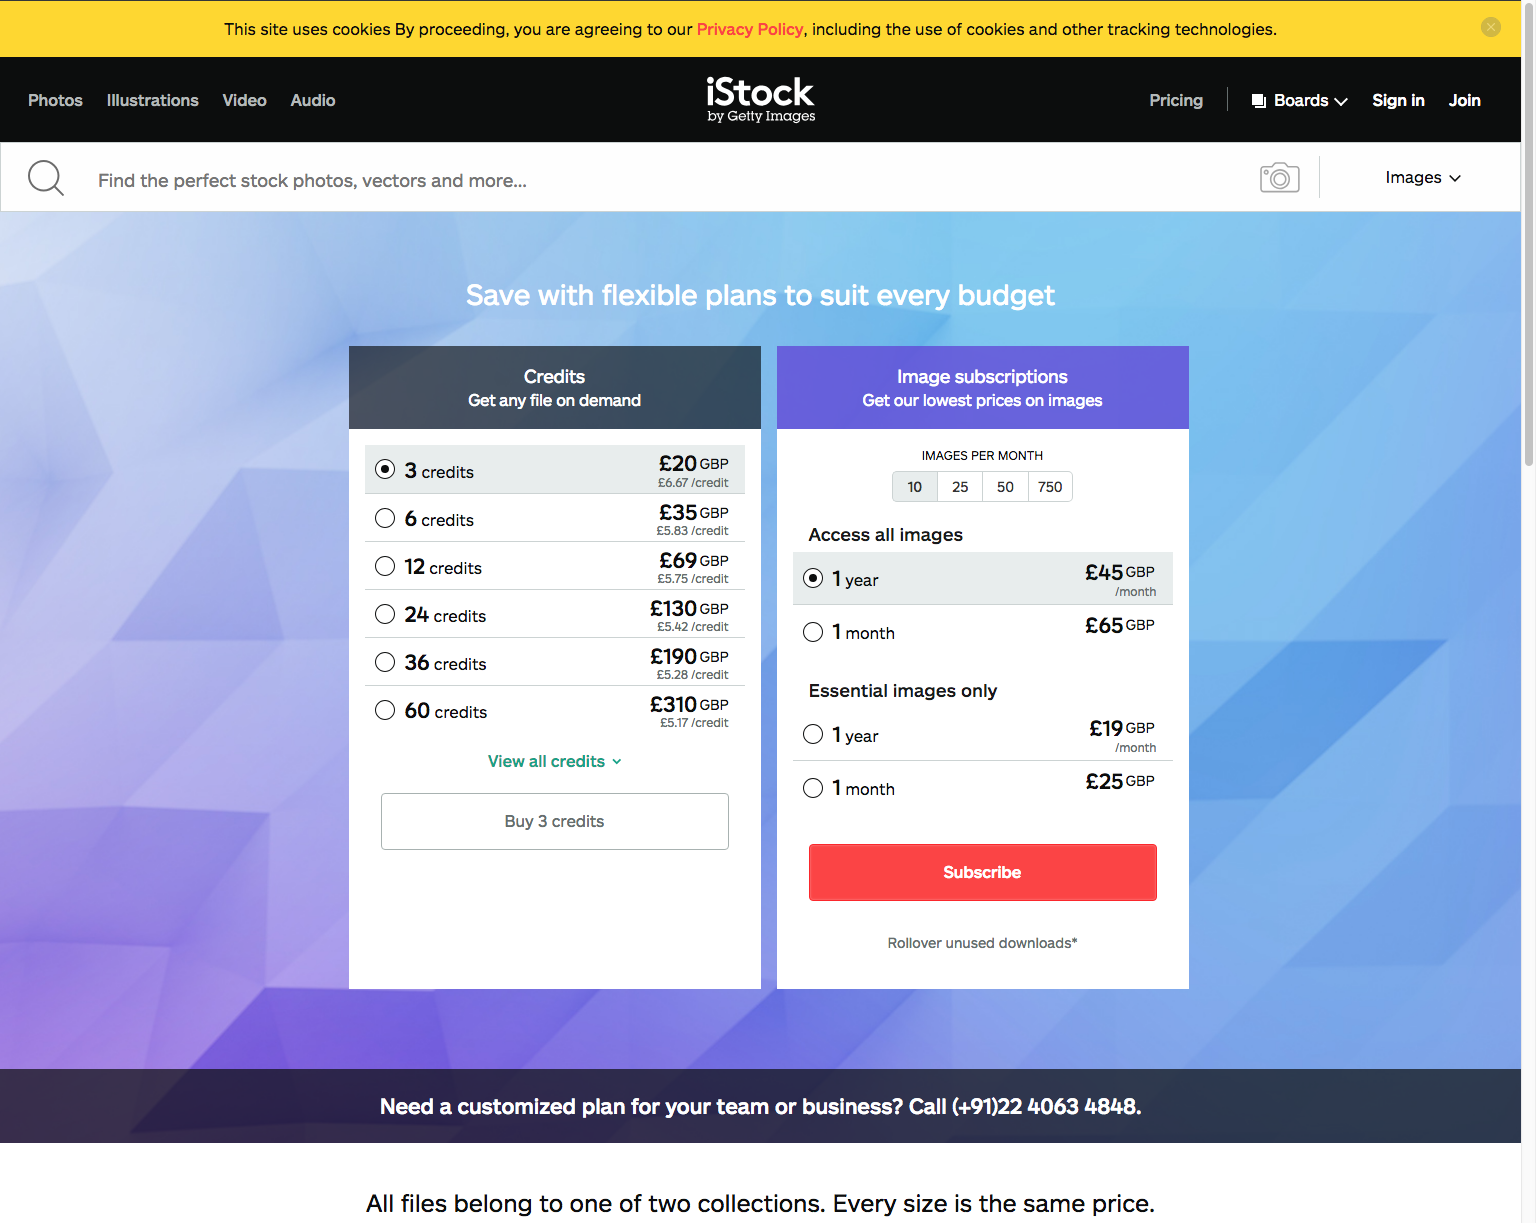 This site uses cookies By proceeding, you are agreeing to our Privacy Policy, including the use of cookies and other tracking technologies.
Photos Illustrations Video Audio
iStock
by Getty Images
Pricing Boards Sign in Join
Find the perfect stock photos, vectors and more...
Images
Save with flexible plans to suit every budget
Credits
Get any file on demand
3 credits £20 GBP
£6.67 /credit
6 credits £35 GBP
£5.83 /credit
12 credits £69 GBP
£5.75 /credit
24 credits £130 GBP
£5.42 /credit
36 credits £190 GBP
£5.28 /credit
60 credits £310 GBP
£5.17 /credit
View all credits
Buy 3 credits
Image subscriptions
Get our lowest prices on images
IMAGES PER MONTH
10 25 50 750
Access all images
1 year £45 GBP
/month
1 month £65 GBP
Essential images only
1 year £19 GBP
/month
1 month £25 GBP
Subscribe
Rollover unused downloads*
Need a customized plan for your team or business? Call (+91)22 4063 4848.
All files belong to one of two collections. Every size is the same price.